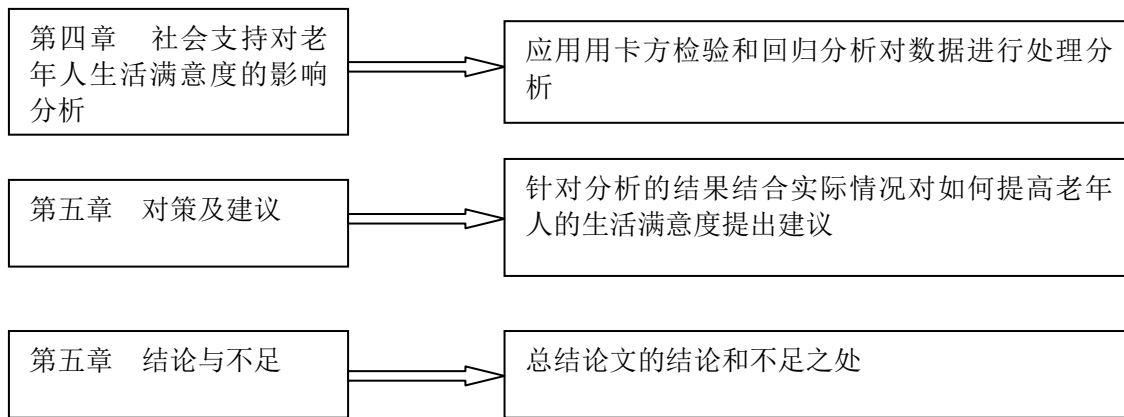 第四章 社会支持对老
年人生活满意度的影响
分析
应用用卡方检验和回归分析对数据进行处理分
析
第五章 对策及建议
针对分析的结果结合实际情况对如何提高老年
人的生活满意度提出建议
第五章 结论与不足
总结论文的结论和不足之处